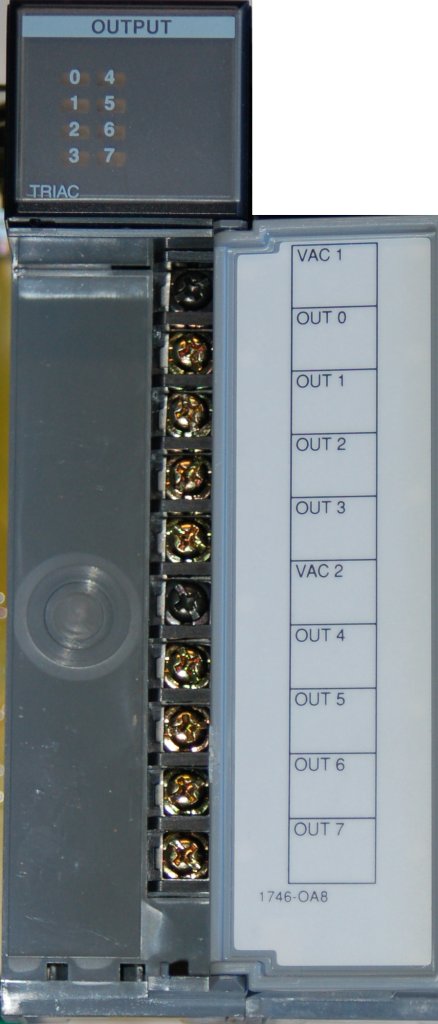 OUTPUT
0 4
1 5
2 6
3 7
TRIAC
VAC 1
OUT 0
OUT 1
OUT 2
OUT 3
VAC 2
OUT 4
OUT 5
OUT 6
OUT 7
1746-OA8